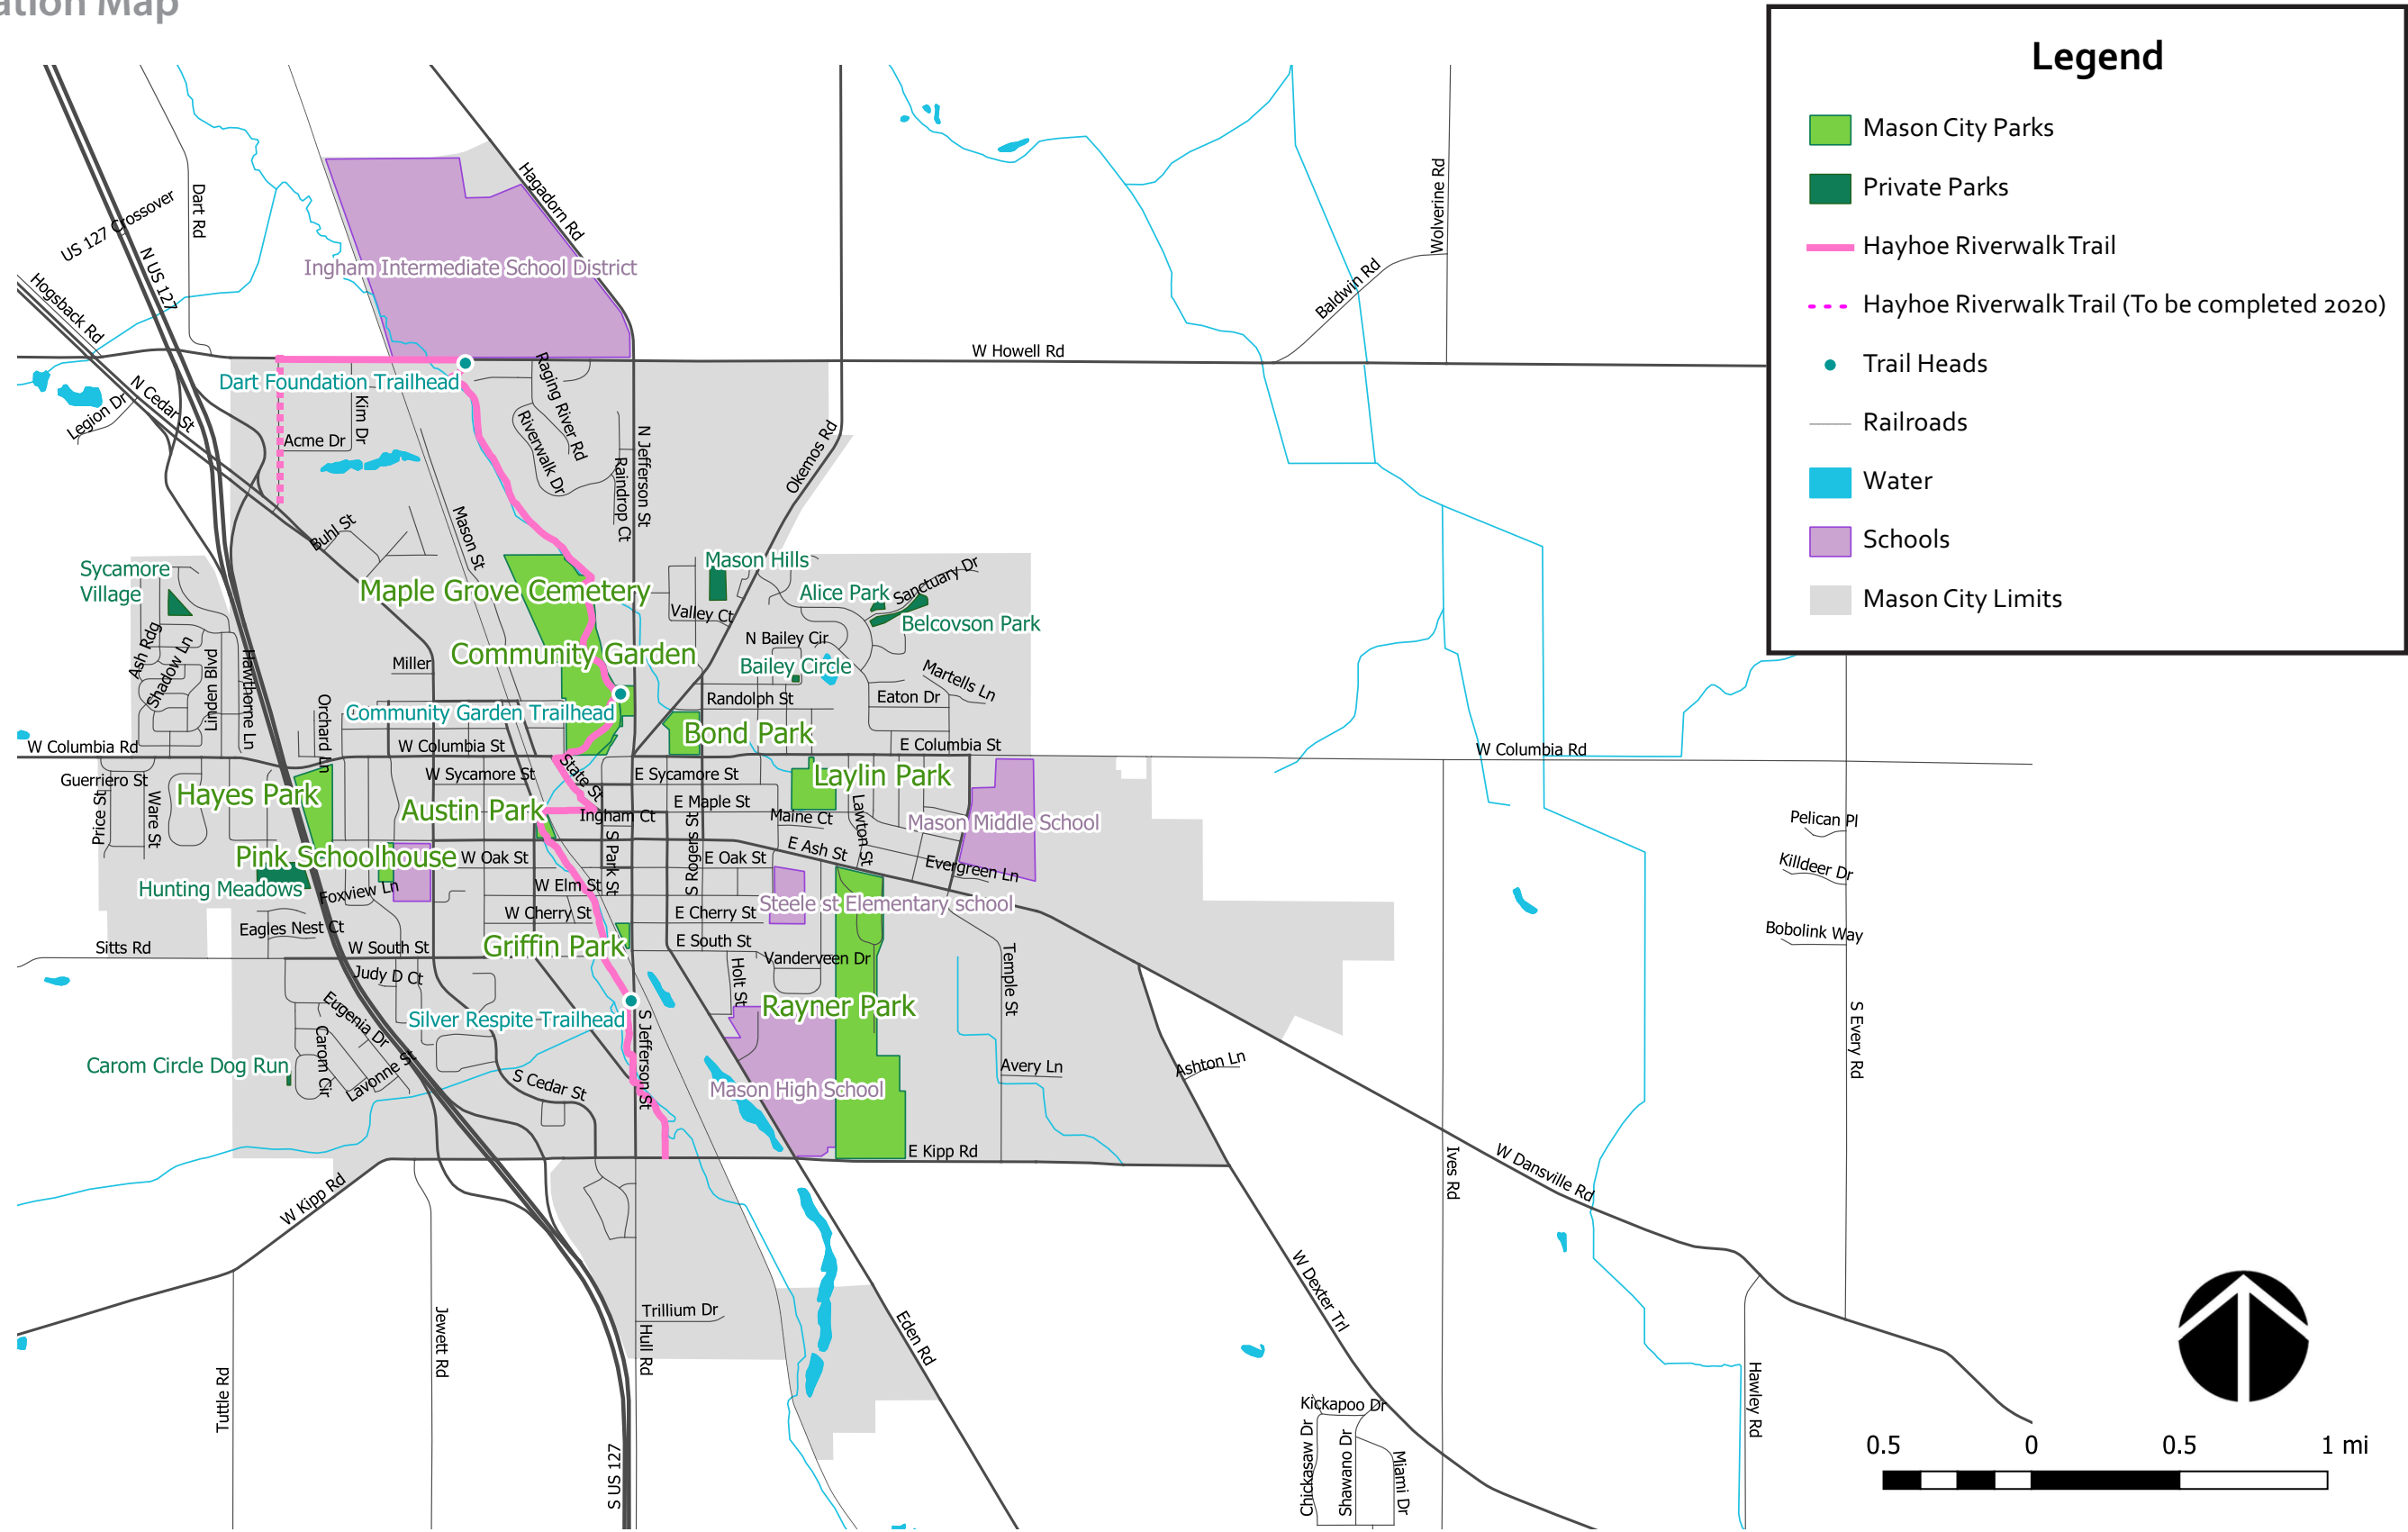 ation Map
Legend
Mason City Parks
Private Parks
Hayhoe Riverwalk Trail
Hayhoe Riverwalk Trail (To be completed 2020)
Trail Heads
Railroads
Water
Schools
Mason City Limits
Hagadorn Rd
Dart Rd
US 127 Crossover
N US 127
Wolverine Rd
Baldwin Rd
Ingham Intermediate School District
Hogsback Rd
W Howell Rd
Dart Foundation Trailhead
Raging River Rd
N Cedar St
Legion Dr
Kim Dr
Acme Dr
Riverwalk Dr
Raindrop Ct
N Jefferson St
Okemos Rd
Buhl St
Mason St
Sycamore
Village
Maple Grove Cemetery
Mason Hills
Alice Park
Sanctuary Dr
Valley Ct
Belcovson Park
N Bailey Cir
Ash Rdg
Shadow Ln
Linden Blvd
Hawthorne Ln
Miller
Community Garden
Bailey Circle
Martells Ln
Randolph St
Eaton Dr
Orchard Ln
Community Garden Trailhead
Bond Park
W Columbia Rd
W Columbia St
E Columbia St
W Columbia Rd
Guerriero St
W Sycamore St
State St
E Sycamore St
Laylin Park
Hayes Park
Price St
Ware St
Austin Park
E Maple St
Ingham Ct
Maine Ct
Lawton St
Mason Middle School
Pelican Pl
Pink Schoolhouse
W Oak St
S Park St
S Rogers St
E Oak St
E Ash St
Evergreen Ln
Killdeer Dr
Hunting Meadows
Foxview Ln
W Elm St
Steele st Elementary school
W Cherry St
E Cherry St
Eagles Nest Ct
Bobolink Way
Sitts Rd
W South St
Griffin Park
E South St
Vanderveen Dr
Temple St
Judy D Ct
Holt St
Eugenia Dr
Silver Respite Trailhead
S Jefferson St
Rayner Park
S Every Rd
Carom Circle Dog Run
Carom Cir
Lavonne St
S Cedar St
Mason High School
Avery Ln
Ashton Ln
E Kipp Rd
W Kipp Rd
Ives Rd
W Dansville Rd
W Dexter Trl
Trillium Dr
Hull Rd
Eden Rd
Jewett Rd
Tuttle Rd
S US 127
Hawley Rd
Kickapoo Dr
Chickasaw Dr
Shawano Dr
Miami Dr
0.5 0 0.5 1 mi